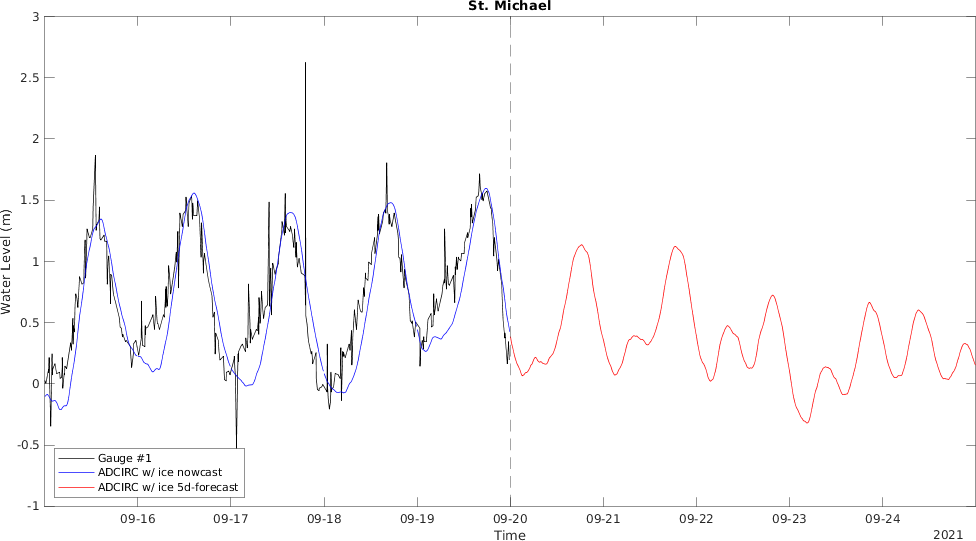 St. Michael
3
2.5
2
1.5
1
0.5
0
-0.5
-1
Water Level (m)
Gauge #1
ADCIRC w/ ice nowcast
ADCIRC w/ ice 5d-forecast
09-16 09-17 09-18 09-19 09-20 09-21 09-22 09-23 09-24
Time
2021